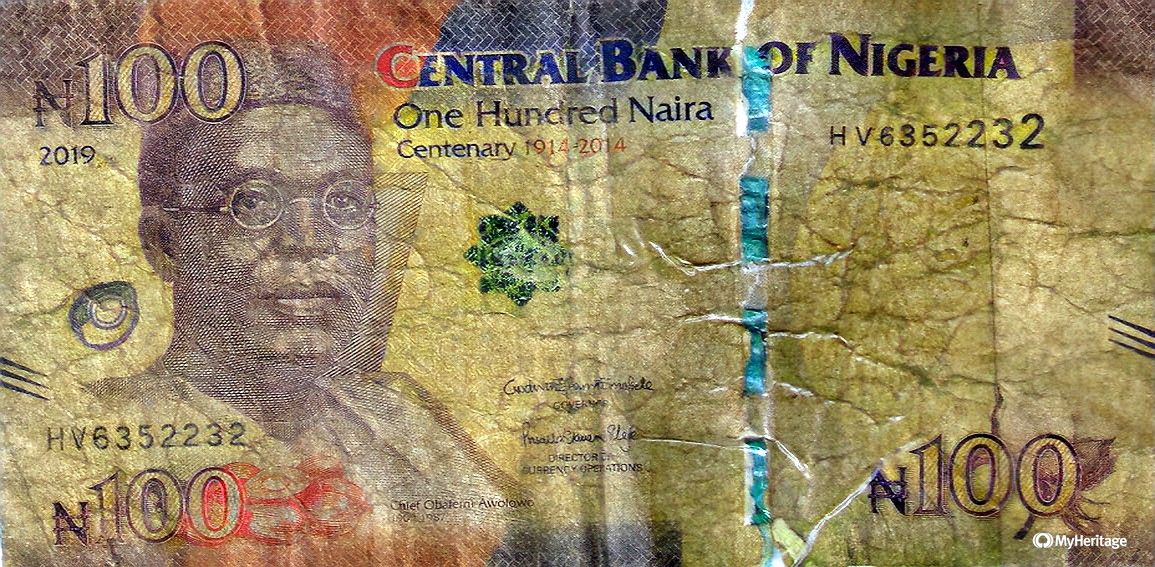 ₦100
CENTRAL BANK OF NIGERIA
One Hundred Naira
2019
Centenary 1914-2014
HV6352232
GOVERNOR
HV6352232
DIRECTOR OF
CURRENCY OPERATIONS
₦100
Chief Obafemi Awolowo
₦100
MyHeritage